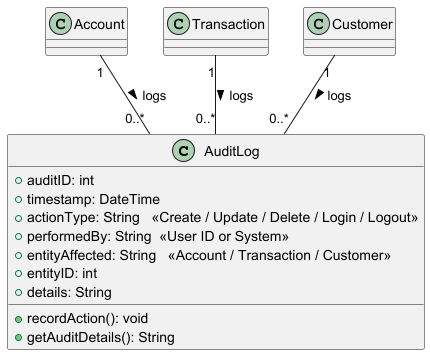 C Account
C Transaction
C Customer
1
1
1
logs
logs
logs
0..*
0..*
0..*
C AuditLog
auditID: int
timestamp: DateTime
actionType: String «Create / Update / Delete / Login / Logout»
performedBy: String «User ID or System»
entityAffected: String «Account / Transaction / Customer»
entityID: int
details: String
recordAction(): void
getAuditDetails(): String